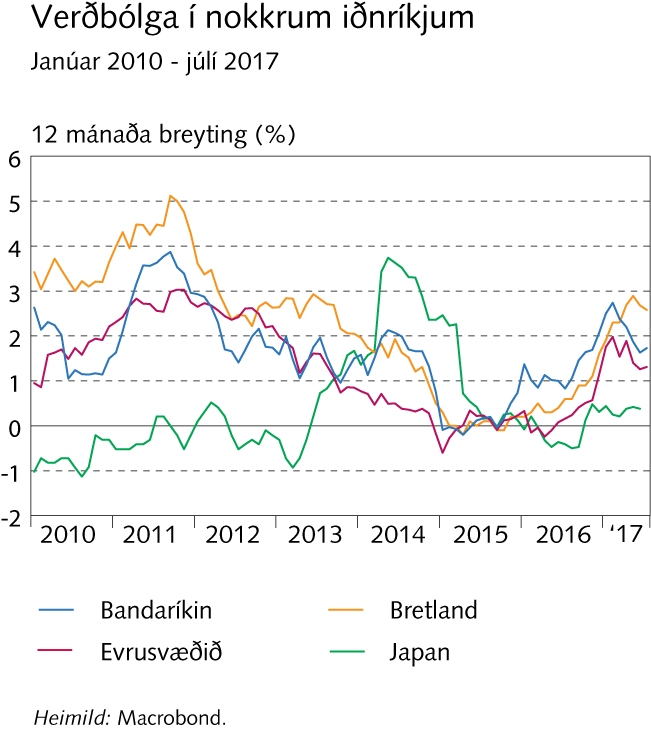 Verðbólga í nokkrum iðnríkjum
Janúar 2010 - júlí 2017
12 mánaða breyting (%)
6
5
4
3
2
1
0
-1
-2
2010 2011 2012 2013 2014 2015 2016 ‘17
Bandaríkin Bretland
Evrusvæðið Japan
Heimild: Macrobond.